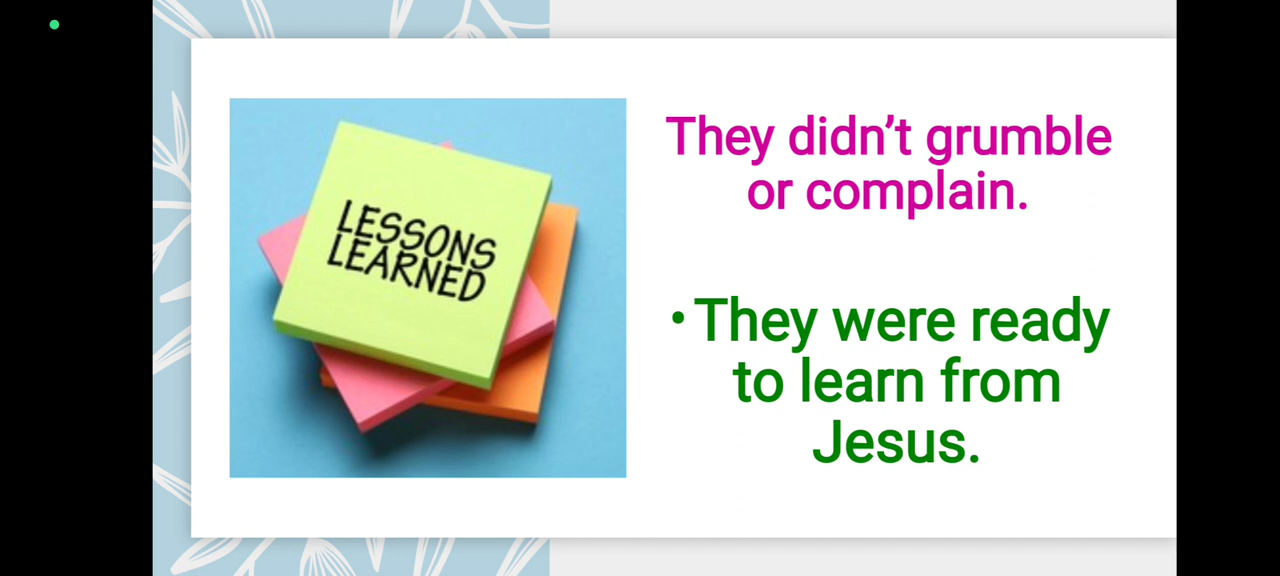 LESSONS
LEARNED
They didn’t grumble
or complain.
• They were ready
to learn from
Jesus.